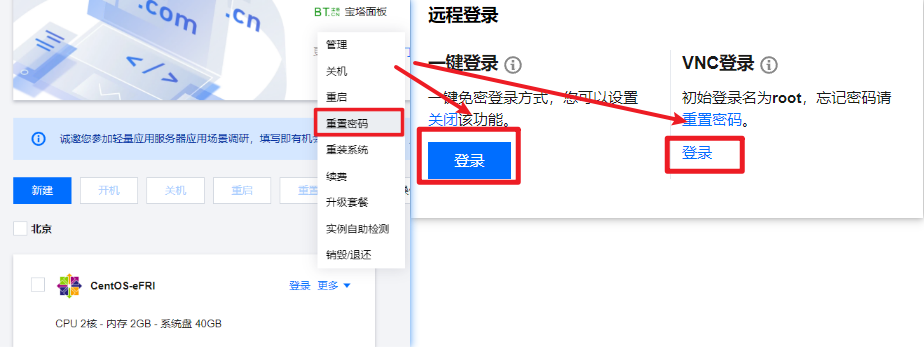 .com
.cn
</>
BT.宝塔 宝塔面板
管理
关机
重启
重置密码
重装系统
续费
升级套餐
实例自助检测
销毁/退还
诚邀您参加轻量应用服务器应用场景调研，填写即有机
新建 开机 关机 重启 重置
北京
CentOS-eFRI 登录 更多
CPU 2核 - 内存 2GB - 系统盘 40GB
远程登录
一键登录
一键免密登录方式，您可以设置
关闭该功能。
登录
VNC登录
初始登录名为root，忘记密码请
重置密码。
登录